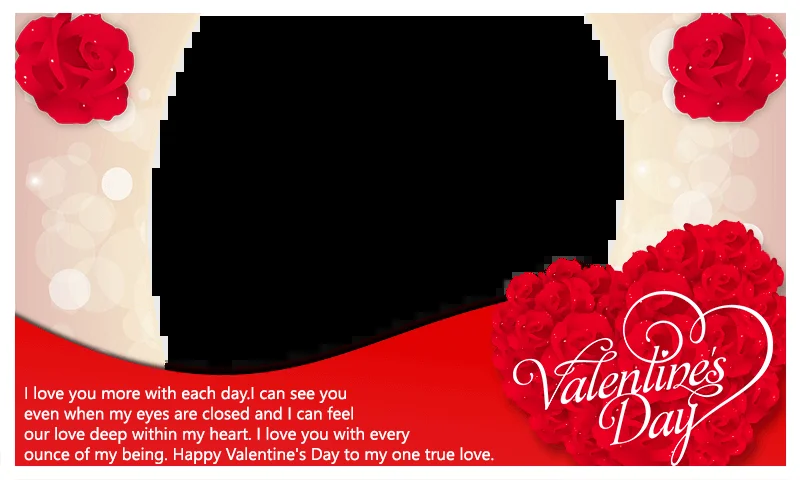 Valentine's
Day
I love you more with each day.I can see you
even when my eyes are closed and I can feel
our love deep within my heart. I love you with every
ounce of my being. Happy Valentine's Day to my one true love.